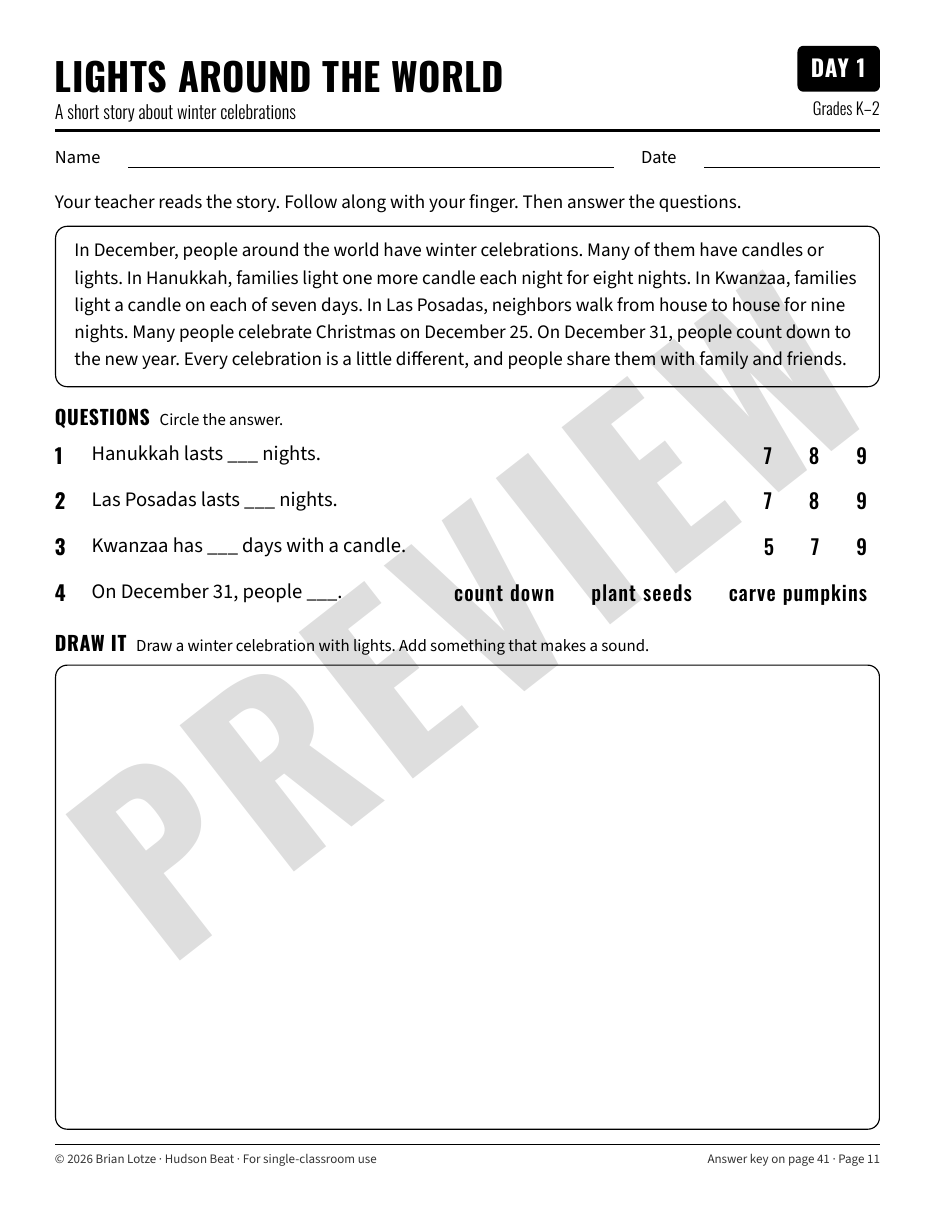 LIGHTS AROUND THE WORLD
DAY 1
A short story about winter celebrations
Grades K–2
Name
Date
Your teacher reads the story. Follow along with your finger. Then answer the questions.
In December, people around the world have winter celebrations. Many of them have candles or
lights. In Hanukkah, families light one more candle each night for eight nights. In Kwanzaa, families
light a candle on each of seven days. In Las Posadas, neighbors walk from house to house for nine
nights. Many people celebrate Christmas on December 25. On December 31, people count down to
the new year. Every celebration is a little different, and people share them with family and friends.
QUESTIONS Circle the answer.
1 Hanukkah lasts ___ nights. 7 8 9
2 Las Posadas lasts ___ nights. 7 8 9
3 Kwanzaa has ___ days with a candle. 5 7 9
4 On December 31, people ___. count down plant seeds carve pumpkins
DRAW IT Draw a winter celebration with lights. Add something that makes a sound.
PREVIEW
© 2026 Brian Lotze · Hudson Beat · For single-classroom use
Answer key on page 41 · Page 11